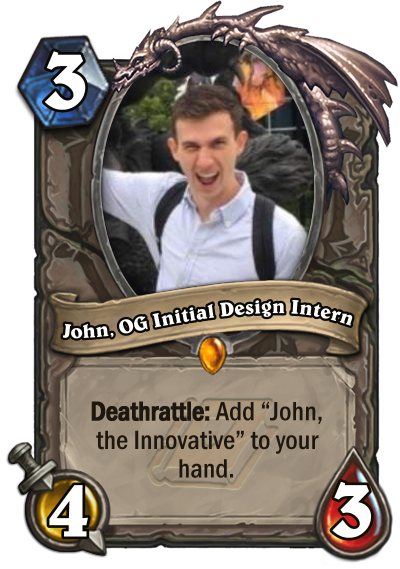 3
John, OG Initial Design Intern
Deathrattle: Add “John,
the Innovative” to your
hand.
4
3